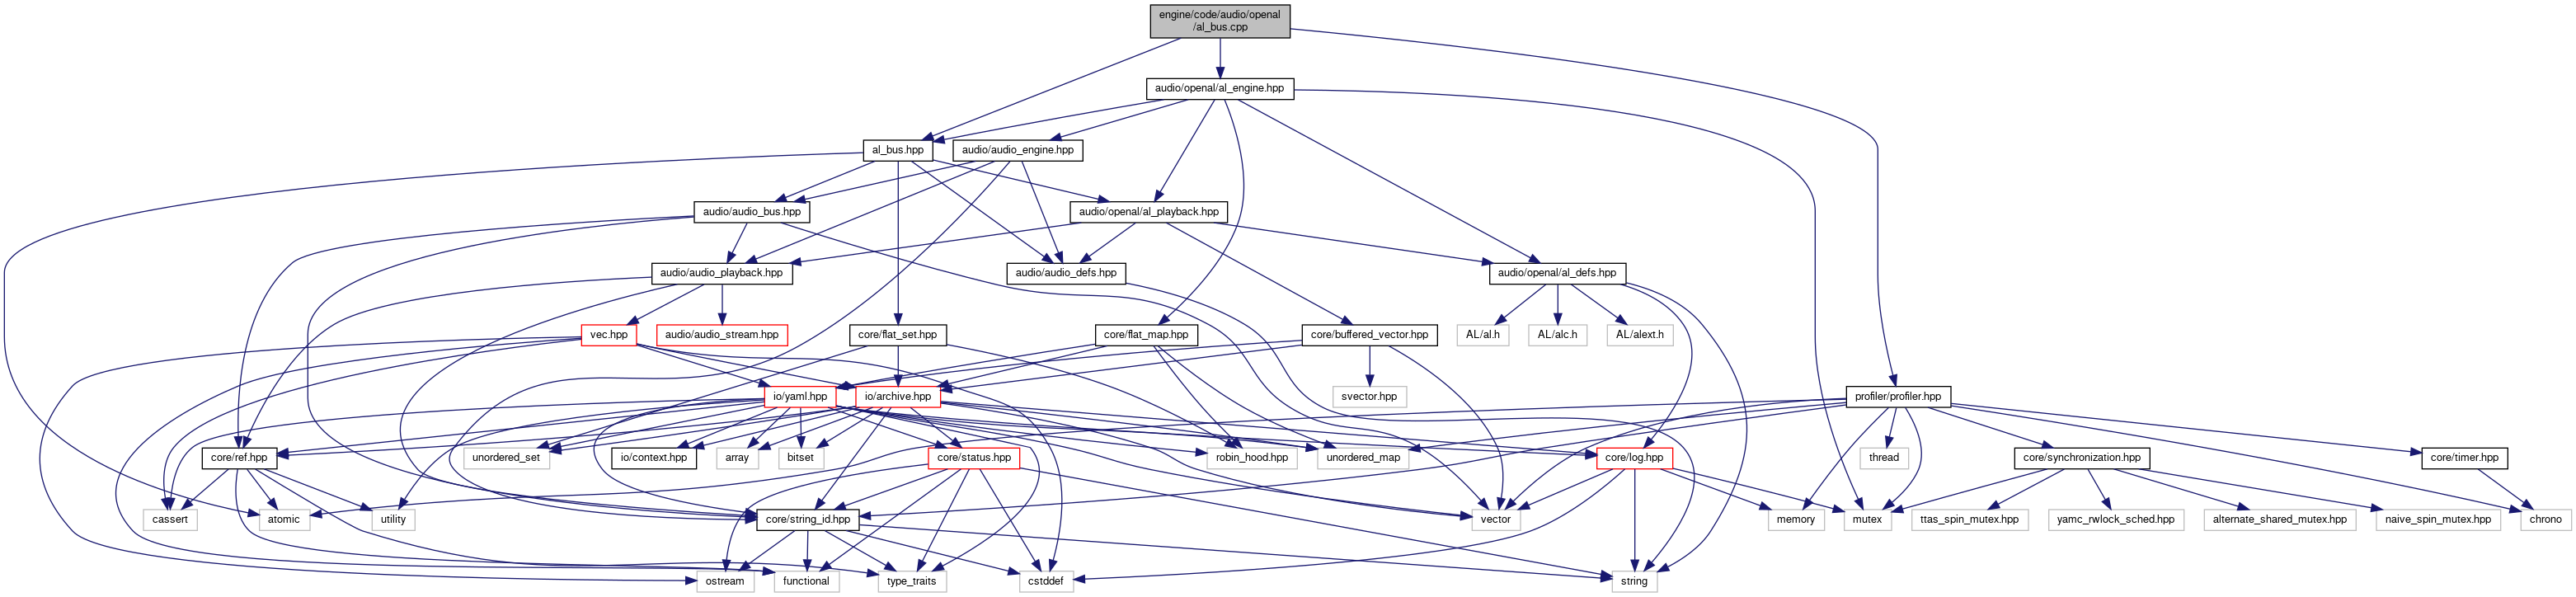 engine/code/audio/openal
/al_bus.cpp
audio/openal/al_engine.hpp
al_bus.hpp
audio/audio_engine.hpp
audio/audio_bus.hpp
audio/openal/al_playback.hpp
audio/audio_playback.hpp
audio/audio_defs.hpp
audio/openal/al_defs.hpp
vec.hpp
audio/audio_stream.hpp
core/flat_set.hpp
core/flat_map.hpp
core/buffered_vector.hpp
AL/al.h
AL/alc.h
AL/alext.h
io/yaml.hpp
io/archive.hpp
svector.hpp
profiler/profiler.hpp
core/ref.hpp
unordered_set
io/context.hpp
array
bitset
core/status.hpp
robin_hood.hpp
unordered_map
core/log.hpp
thread
core/synchronization.hpp
core/timer.hpp
cassert
atomic
utility
core/string_id.hpp
vector
memory
mutex
ttas_spin_mutex.hpp
yamc_rwlock_sched.hpp
alternate_shared_mutex.hpp
naive_spin_mutex.hpp
chrono
ostream
functional
type_traits
cstddef
string